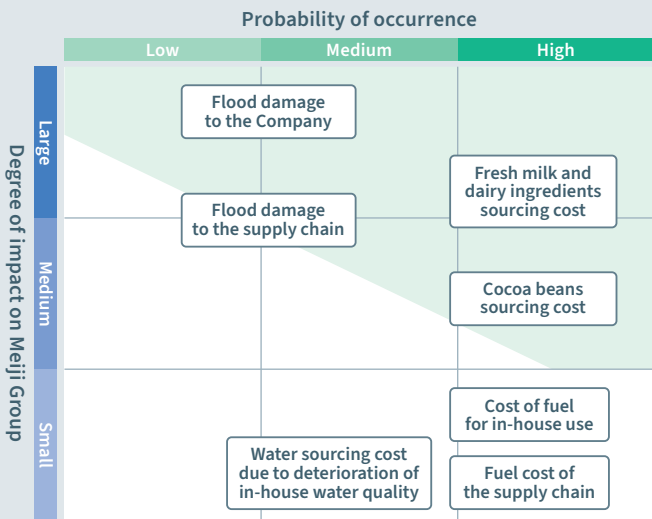 Probability of occurrence
Low
Medium
High
Degree of impact on Meiji Group
Large
Medium
Small
Flood damage
to the Company
Fresh milk and
dairy ingredients
sourcing cost
Flood damage
to the supply chain
Cocoa beans
sourcing cost
Cost of fuel
for in-house use
Water sourcing cost
due to deterioration of
in-house water quality
Fuel cost of
the supply chain